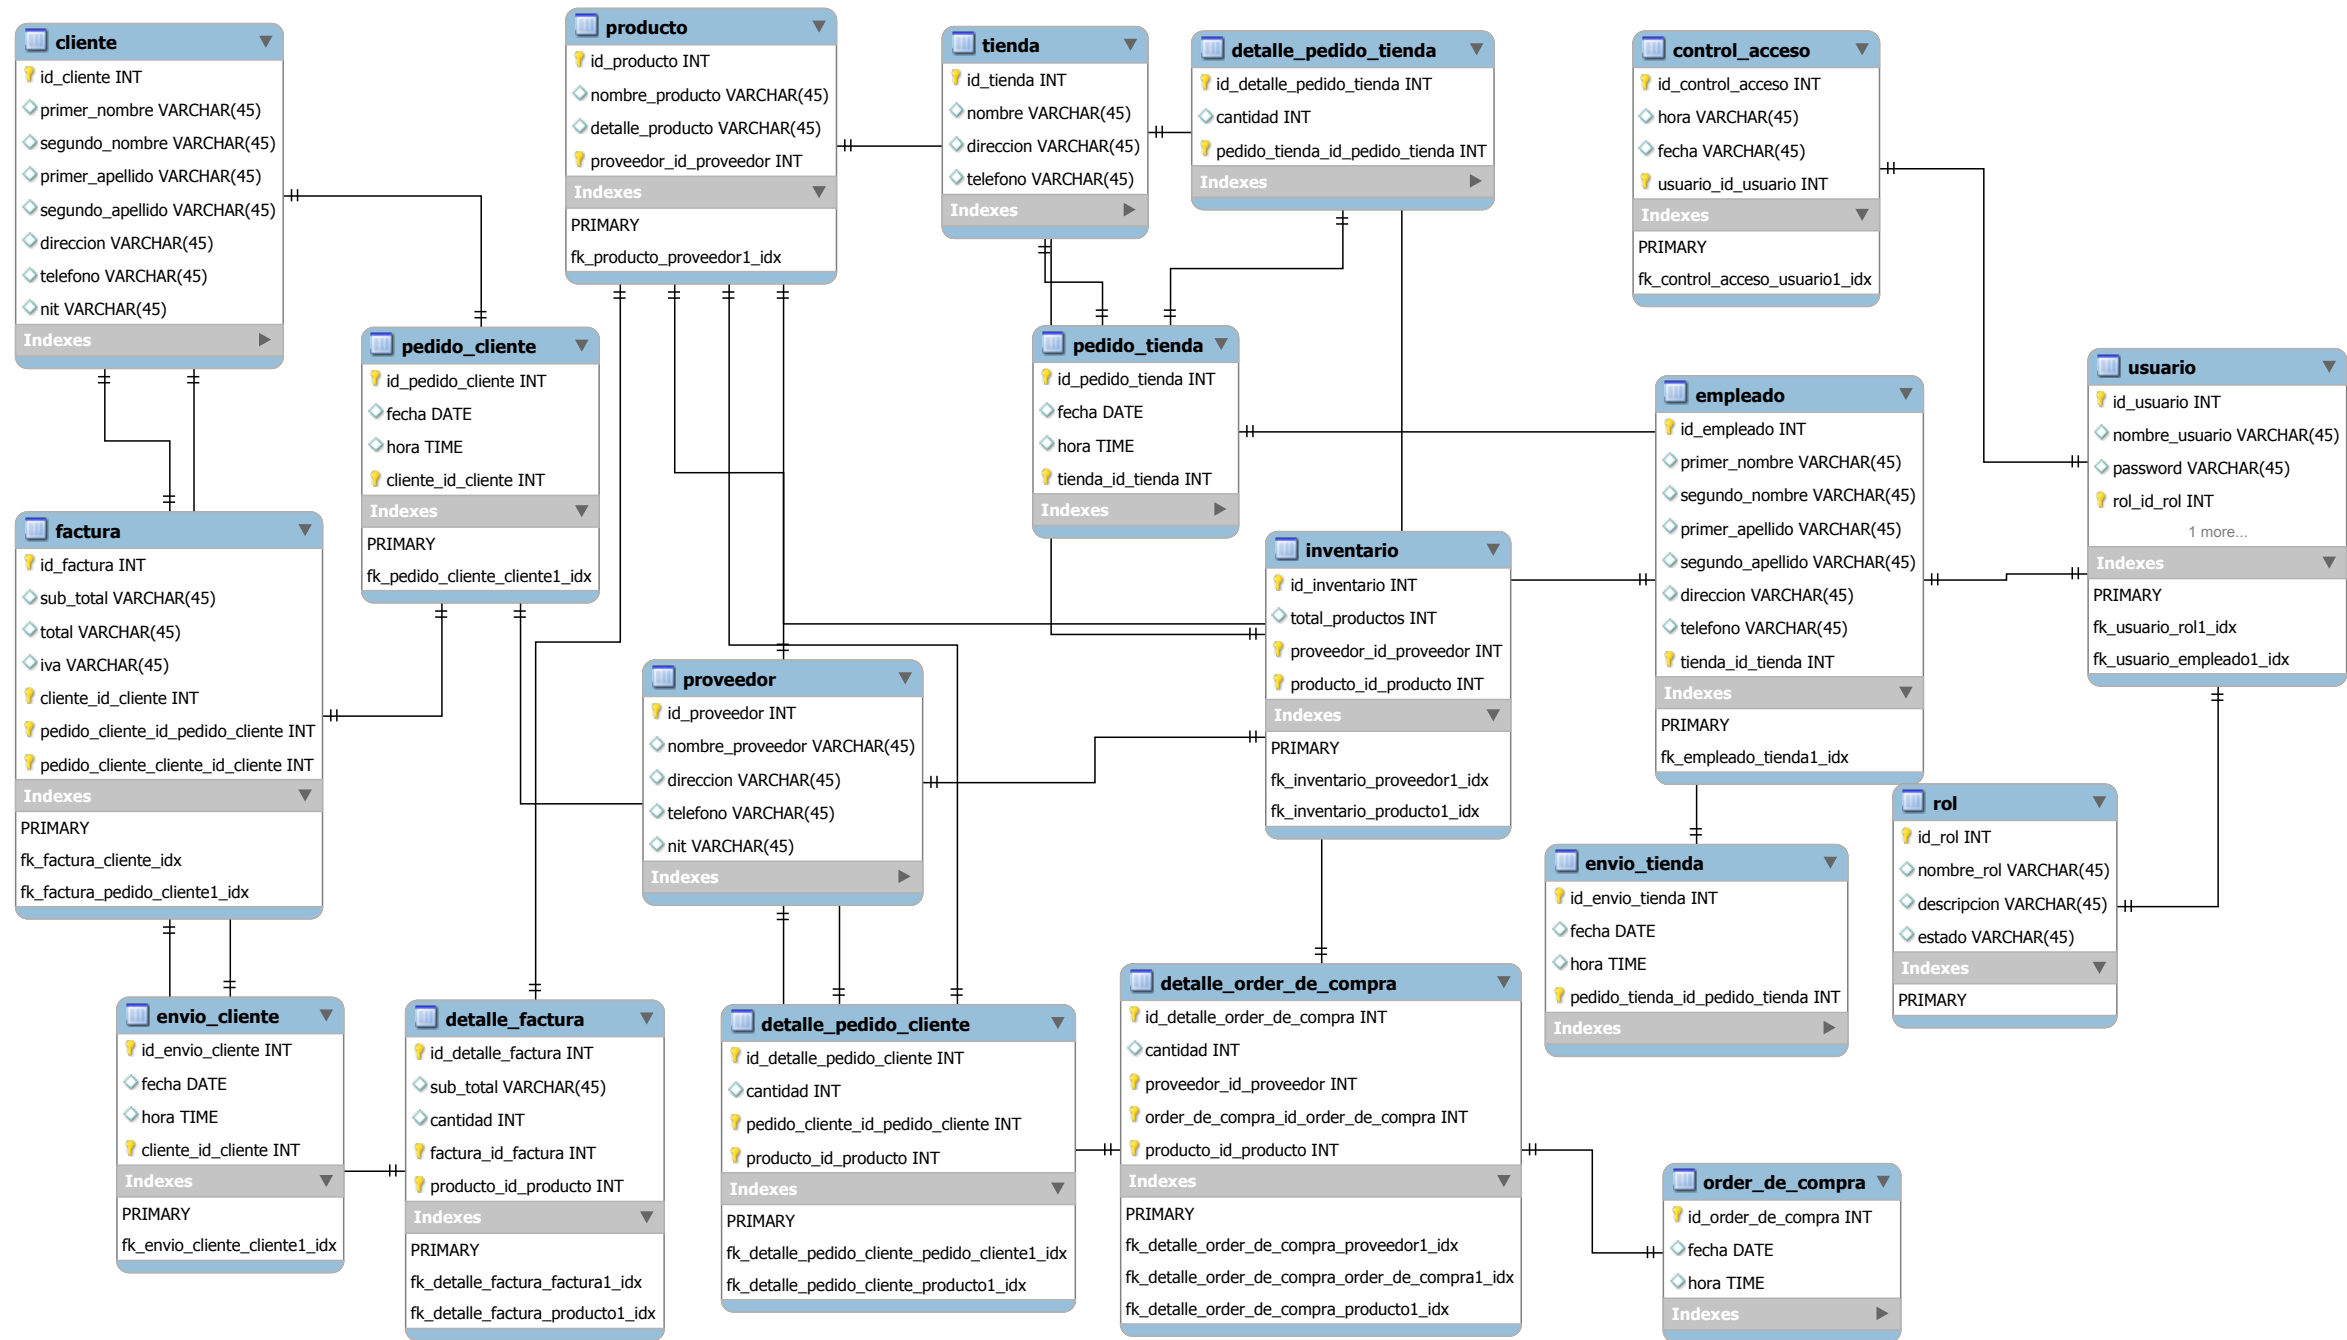 cliente
id_cliente INT
primer_nombre VARCHAR(45)
segundo_nombre VARCHAR(45)
primer_apellido VARCHAR(45)
segundo_apellido VARCHAR(45)
direccion VARCHAR(45)
telefono VARCHAR(45)
nit VARCHAR(45)
Indexes
producto
id_producto INT
nombre_producto VARCHAR(45)
detalle_producto VARCHAR(45)
proveedor_id_proveedor INT
Indexes
PRIMARY
fk_producto_proveedor1_idx
tienda
id_tienda INT
nombre VARCHAR(45)
direccion VARCHAR(45)
telefono VARCHAR(45)
Indexes
detalle_pedido_tienda
id_detalle_pedido_tienda INT
cantidad INT
pedido_tienda_id_pedido_tienda INT
Indexes
control_acceso
id_control_acceso INT
hora VARCHAR(45)
fecha VARCHAR(45)
usuario_id_usuario INT
Indexes
PRIMARY
fk_control_acceso_usuario1_idx
pedido_cliente
id_pedido_cliente INT
fecha DATE
hora TIME
cliente_id_cliente INT
Indexes
PRIMARY
fk_pedido_cliente_cliente1_idx
pedido_tienda
id_pedido_tienda INT
fecha DATE
hora TIME
tienda_id_tienda INT
Indexes
empleado
id_empleado INT
primer_nombre VARCHAR(45)
segundo_nombre VARCHAR(45)
primer_apellido VARCHAR(45)
segundo_apellido VARCHAR(45)
direccion VARCHAR(45)
telefono VARCHAR(45)
tienda_id_tienda INT
Indexes
PRIMARY
fk_empleado_tienda1_idx
usuario
id_usuario INT
nombre_usuario VARCHAR(45)
password VARCHAR(45)
rol_id_rol INT
1 more...
Indexes
PRIMARY
fk_usuario_rol1_idx
fk_usuario_empleado1_idx
factura
id_factura INT
sub_total VARCHAR(45)
total VARCHAR(45)
iva VARCHAR(45)
cliente_id_cliente INT
pedido_cliente_id_pedido_cliente INT
pedido_cliente_cliente_id_cliente INT
Indexes
PRIMARY
fk_factura_cliente_idx
fk_factura_pedido_cliente1_idx
inventario
id_inventario INT
total_productos INT
proveedor_id_proveedor INT
producto_id_producto INT
Indexes
PRIMARY
fk_inventario_proveedor1_idx
fk_inventario_producto1_idx
proveedor
id_proveedor INT
nombre_proveedor VARCHAR(45)
direccion VARCHAR(45)
telefono VARCHAR(45)
nit VARCHAR(45)
Indexes
rol
id_rol INT
nombre_rol VARCHAR(45)
descripcion VARCHAR(45)
estado VARCHAR(45)
Indexes
PRIMARY
envio_tienda
id_envio_tienda INT
fecha DATE
hora TIME
pedido_tienda_id_pedido_tienda INT
Indexes
envio_cliente
id_envio_cliente INT
fecha DATE
hora TIME
cliente_id_cliente INT
Indexes
PRIMARY
fk_envio_cliente_cliente1_idx
detalle_factura
id_detalle_factura INT
sub_total VARCHAR(45)
cantidad INT
factura_id_factura INT
producto_id_producto INT
Indexes
PRIMARY
fk_detalle_factura_factura1_idx
fk_detalle_factura_producto1_idx
detalle_pedido_cliente
id_detalle_pedido_cliente INT
cantidad INT
pedido_cliente_id_pedido_cliente INT
producto_id_producto INT
Indexes
PRIMARY
fk_detalle_pedido_cliente_pedido_cliente1_idx
fk_detalle_pedido_cliente_producto1_idx
detalle_order_de_compra
id_detalle_order_de_compra INT
cantidad INT
proveedor_id_proveedor INT
order_de_compra_id_order_de_compra INT
producto_id_producto INT
Indexes
PRIMARY
fk_detalle_order_de_compra_proveedor1_idx
fk_detalle_order_de_compra_order_de_compra1_idx
fk_detalle_order_de_compra_producto1_idx
order_de_compra
id_order_de_compra INT
fecha DATE
hora TIME
Indexes